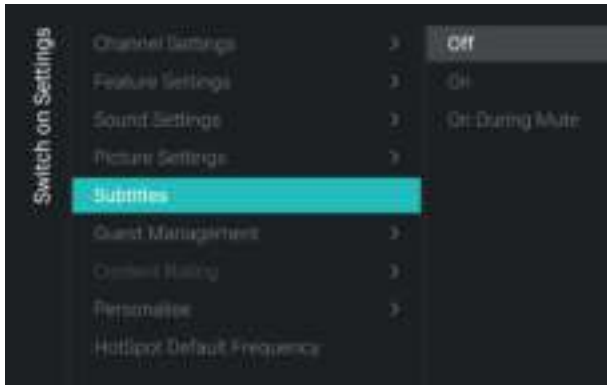 Switch on Settings
Channel Settings
Feature Settings
Sound Settings
Picture Settings
Subtitles
Guest Management
Content Rating
Personalise
HotSpot Default Frequency
Off
On
On During Mute